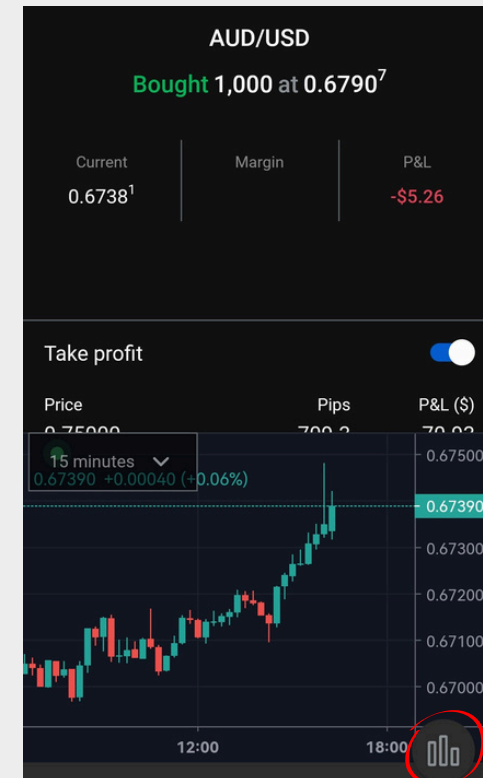 AUD/USD
Bought 1,000 at 0.6790⁷
Current Margin P&L
0.6738¹ -$5.26
Take profit
Price Pips P&L ($)
15 minutes
0.67390 +0.00040 (+0.06%)
0.67500
0.67390
0.67300
0.67200
0.67100
0.67000
12:00 18:00